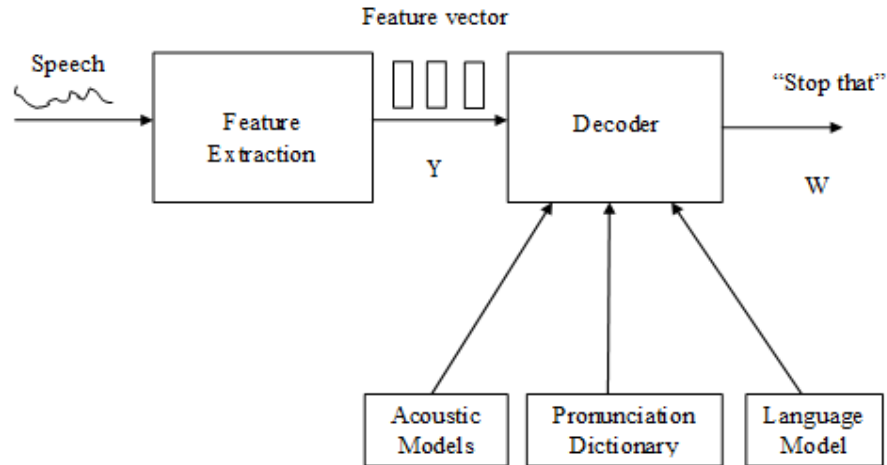 Feature vector
Speech
"Stop that"
Feature
Extraction
Decoder
Y
W
Acoustic
Models
Pronunciation
Dictionary
Language
Model